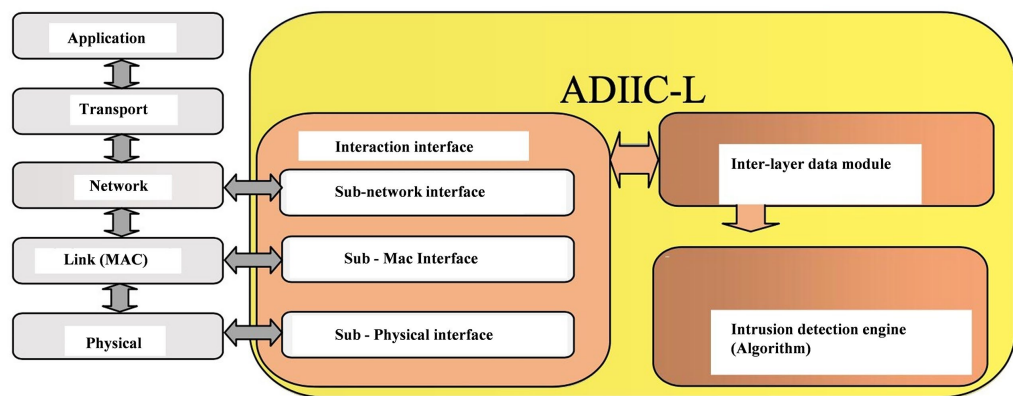 Application
Transport
Network
Link (MAC)
Physical
ADIIC-L
Interaction interface
Sub-network interface
Sub - Mac Interface
Sub - Physical interface
Inter-layer data module
Intrusion detection engine
(Algorithm)